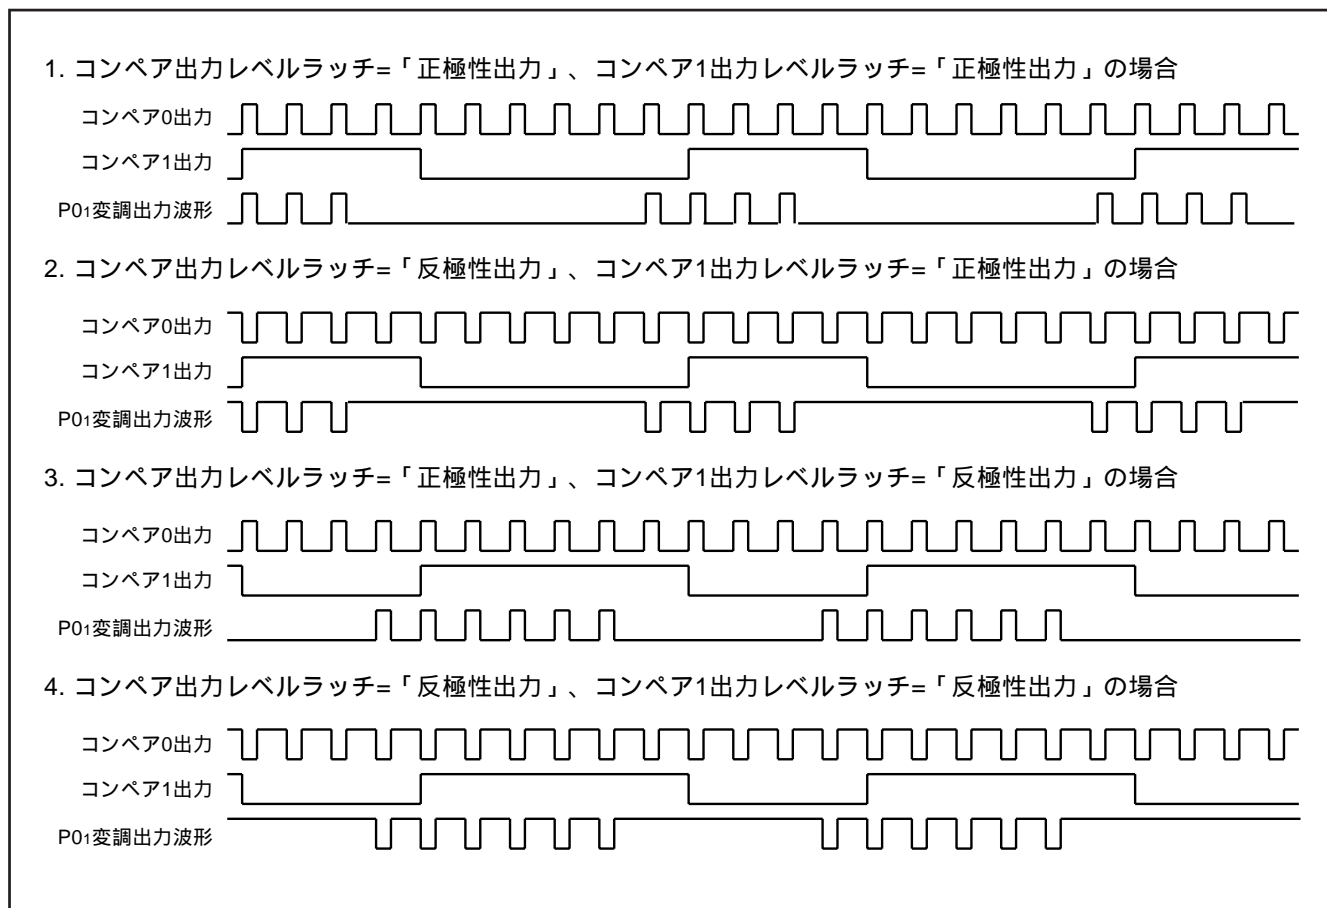 1. コンペア出力レベルラッチ=「正極性出力」、コンペア1出力レベルラッチ=「正極性出力」の場合
コンペア0出力
コンペア1出力
P01変調出力波形
2. コンペア出力レベルラッチ=「反極性出力」、コンペア1出力レベルラッチ=「正極性出力」の場合
コンペア0出力
コンペア1出力
P01変調出力波形
3. コンペア出力レベルラッチ=「正極性出力」、コンペア1出力レベルラッチ=「反極性出力」の場合
コンペア0出力
コンペア1出力
P01変調出力波形
4. コンペア出力レベルラッチ=「反極性出力」、コンペア1出力レベルラッチ=「反極性出力」の場合
コンペア0出力
コンペア1出力
P01変調出力波形